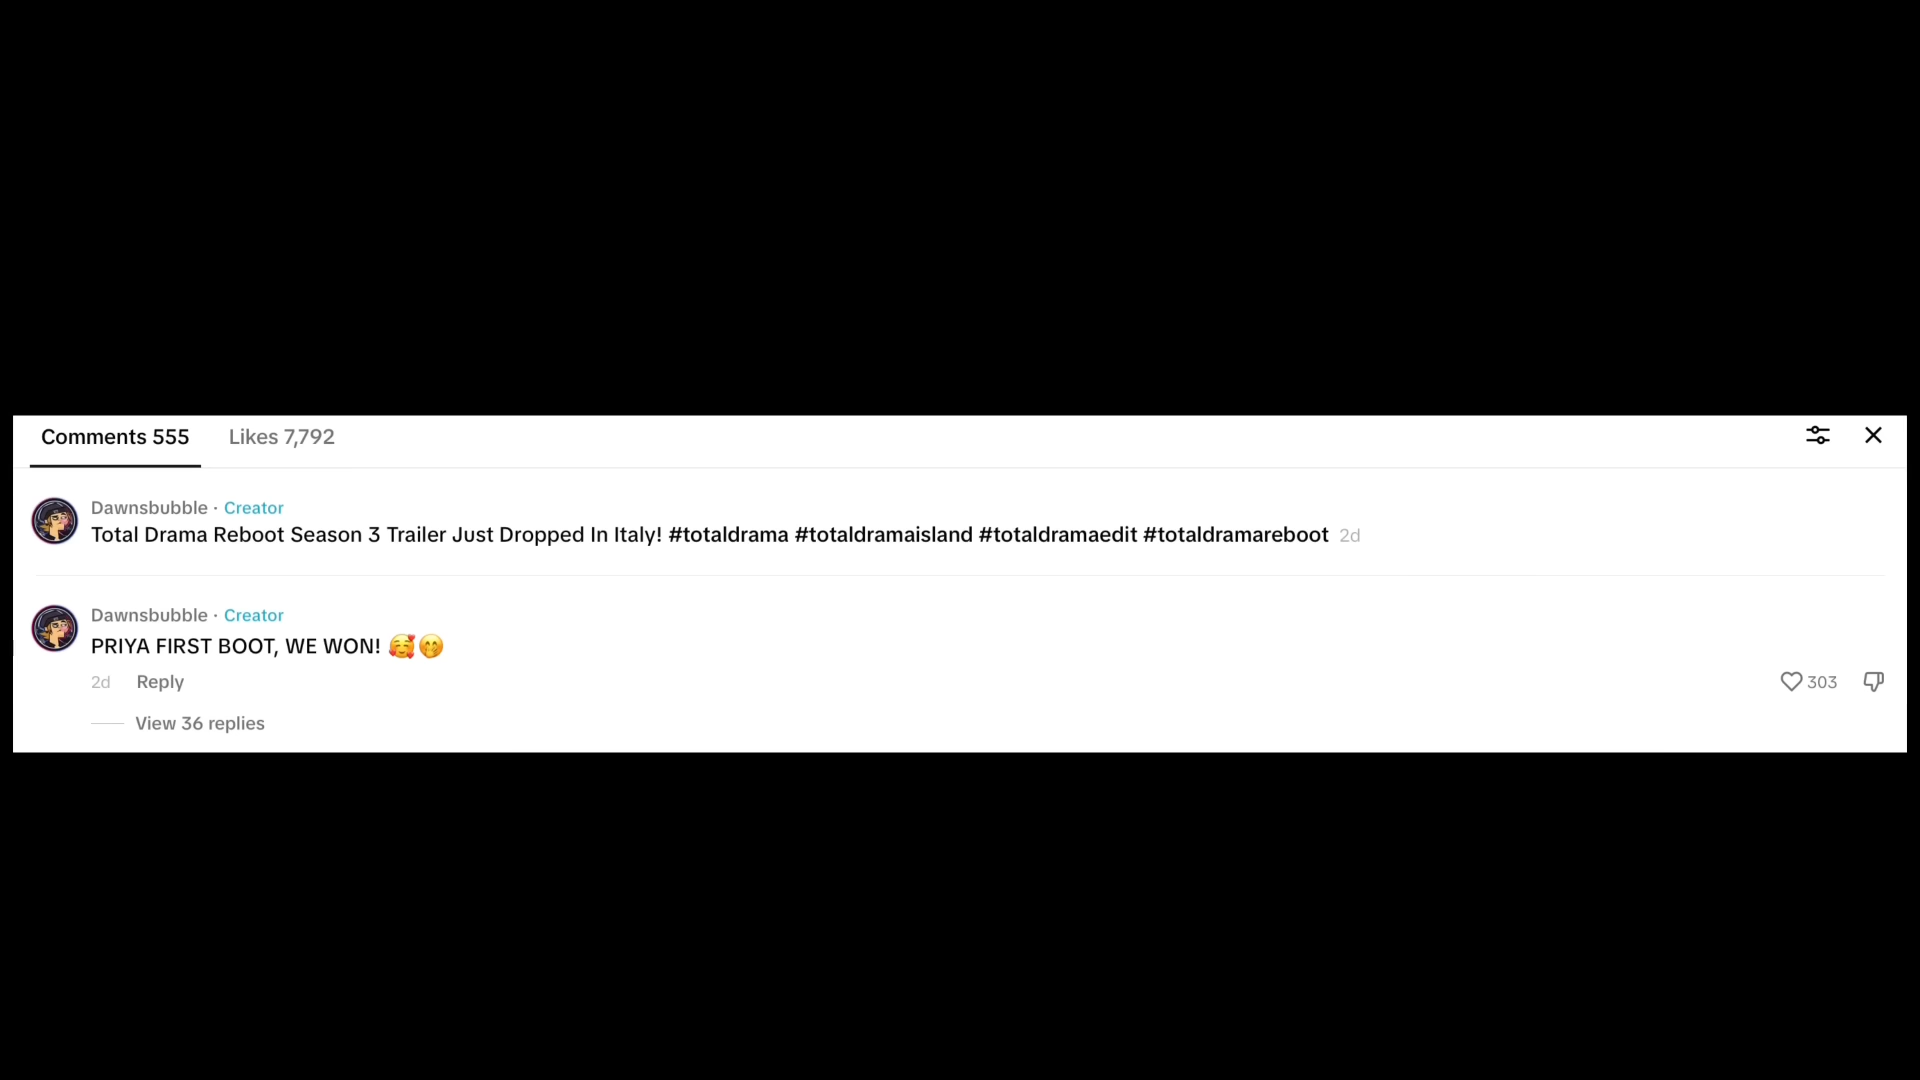 Comments 555 Likes 7,792
Dawnsbubble · Creator
Total Drama Reboot Season 3 Trailer Just Dropped In Italy! #totaldrama #totaldramaisland #totaldramaedit #totaldramareboot 2d
Dawnsbubble · Creator
PRIYA FIRST BOOT, WE WON! 🥰🤭
2d Reply 303
View 36 replies